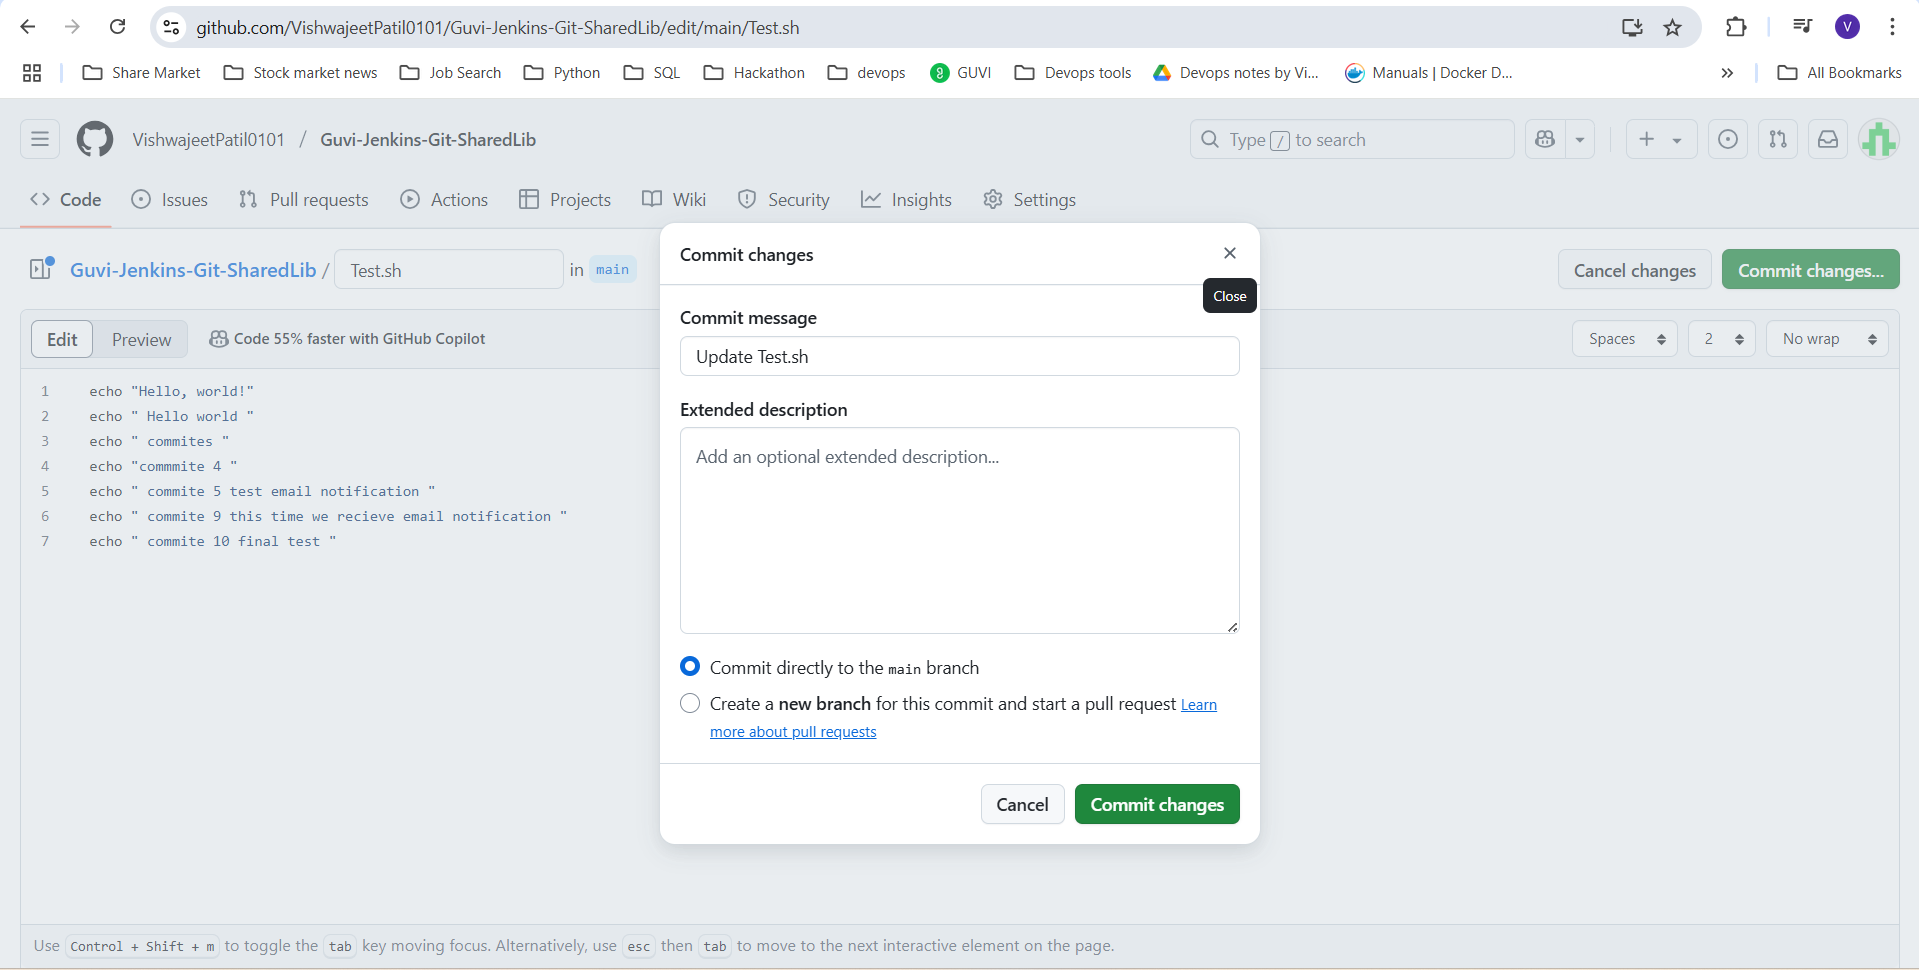 github.com/VishwajeetPatil0101/Guvi-Jenkins-Git-SharedLib/edit/main/Test.sh
V
Share Market Stock market news Job Search Python SQL Hackathon devops GUVI Devops tools Devops notes by Vi... Manuals | Docker D... » All Bookmarks
VishwajeetPatil0101 / Guvi-Jenkins-Git-SharedLib Type / to search
Code Issues Pull requests Actions Projects Wiki Security Insights Settings
Guvi-Jenkins-Git-SharedLib / Test.sh in main Cancel changes Commit changes...
Edit Preview Code 55% faster with GitHub Copilot Spaces 2 No wrap
1 echo "Hello, world!"
2 echo " Hello world "
3 echo " commites "
4 echo "commmite 4 "
5 echo " commite 5 test email notification "
6 echo " commite 9 this time we recieve email notification "
7 echo " commite 10 final test "
Commit changes
Close
Commit message
Update Test.sh
Extended description
Add an optional extended description...
Commit directly to the main branch
Create a new branch for this commit and start a pull request Learn
more about pull requests
Cancel Commit changes
Use Control + Shift + m to toggle the tab key moving focus. Alternatively, use esc then tab to move to the next interactive element on the page.